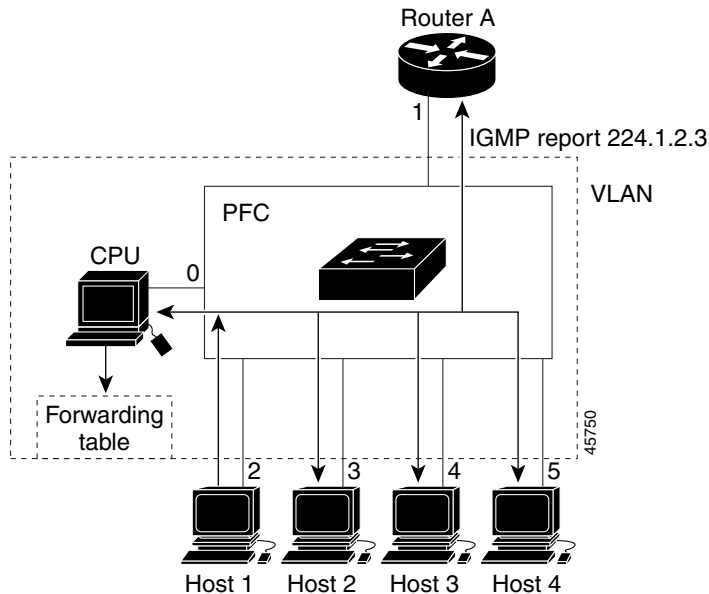 Router A
1
IGMP report 224.1.2.3
VLAN
PFC
CPU
0
Forwarding
table
45750
2
3
4
5
Host 1
Host 2
Host 3
Host 4